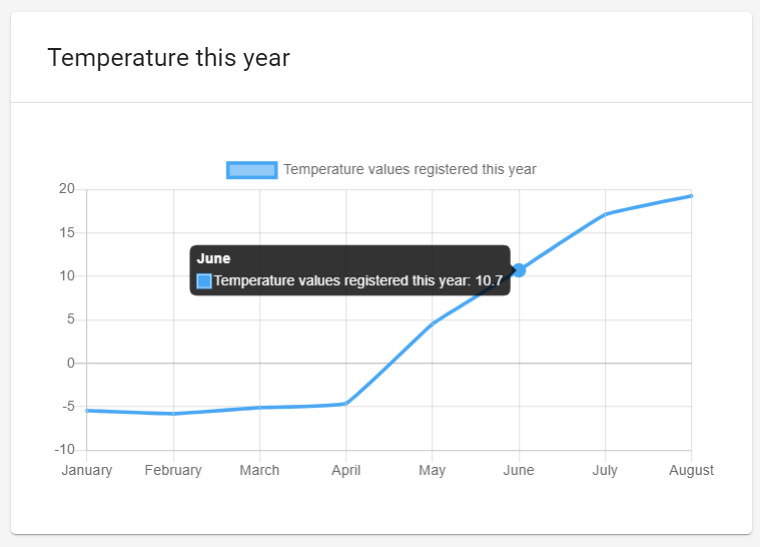 Temperature this year
Temperature values registered this year
20
15
10
5
0
-5
-10
June
Temperature values registered this year: 10.7
January February March April May June July August